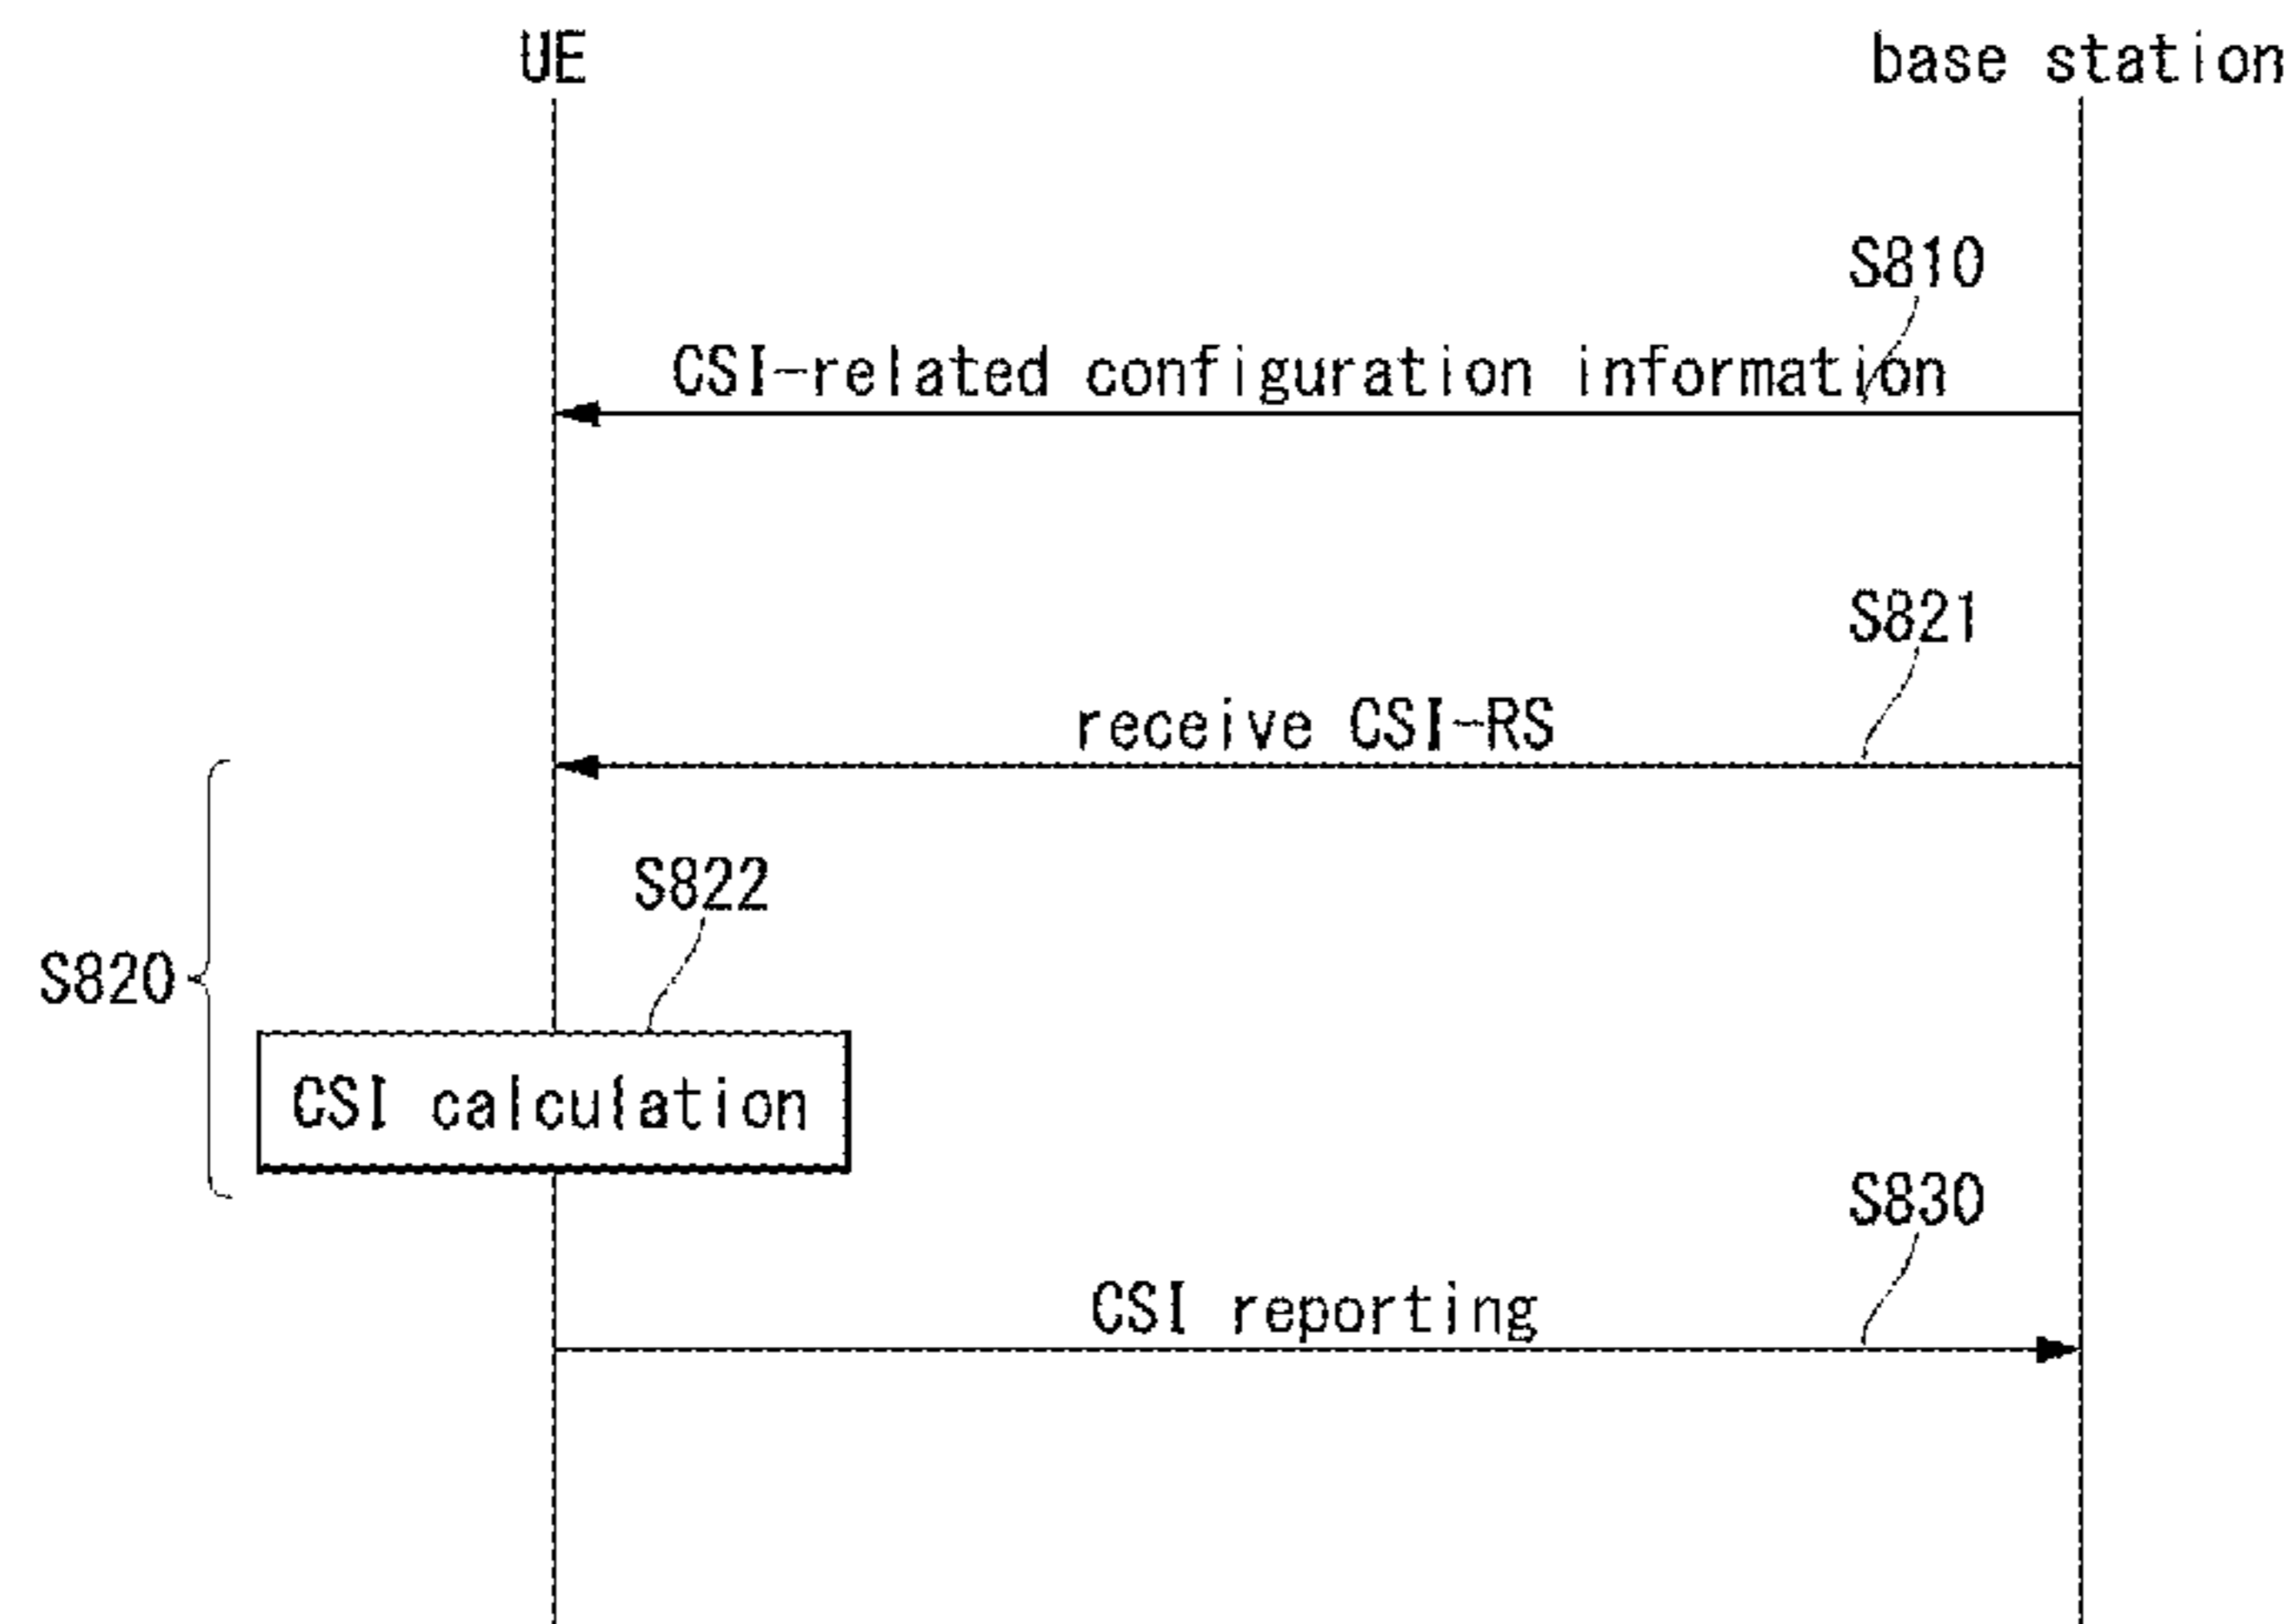 UE
base station
S810
CSI-related configuration information
S821
receive CSI-RS
S822
S820
CSI calculation
S830
CSI reporting